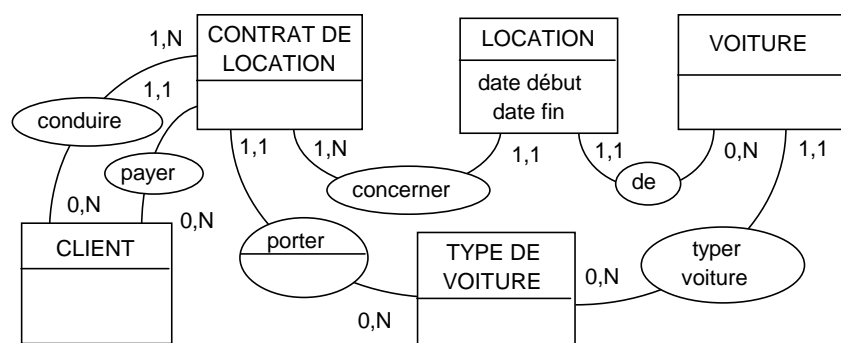 CONTRAT DE
LOCATION
LOCATION
date début
date fin
VOITURE
1,N
1,1
conduire
payer
0,N
0,N
1,1
1,N
concerner
1,1
1,1
de
0,N
1,1
CLIENT
porter
0,N
TYPE DE
VOITURE
0,N
typer
voiture